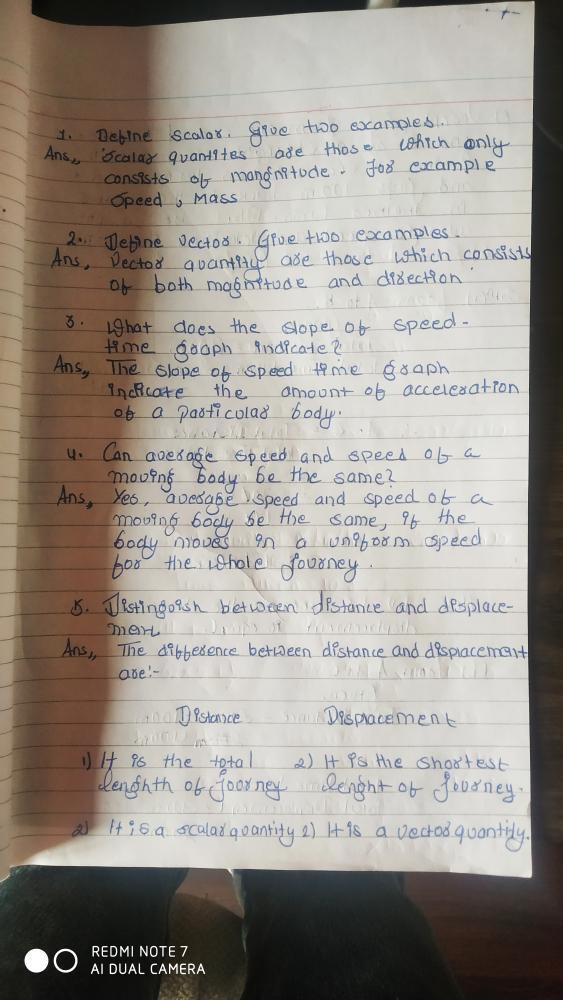 1. Define scalar. Give two examples.
Ans,, Scalar quantites are those which only
consists of mangnitude. for example
Speed, Mass
2. Define vector. Give two examples.
Ans, Vector quantity are those which consists
of both magnitude and direction
3. What does the slope of speed-
time graph indicate?
Ans,, The slope of speed time graph
indicate the amount of acceleration
of a particular body.
4. Can average speed and speed of a
moving body be the same?
Ans, Yes, average speed and speed of a
moving body be the same, if the
body moves in a uniform speed
for the whole journey.
5. Distinguish between distance and displace-
ment
Ans,, The difference between distance and displacement
are:-
Distance Displacement
1) It is the total 2) It is the shortest
lenghth of joorney lenght of journey.
2) It is a scalar quantity 2) It is a vector quantity.
REDMI NOTE 7
AI DUAL CAMERA